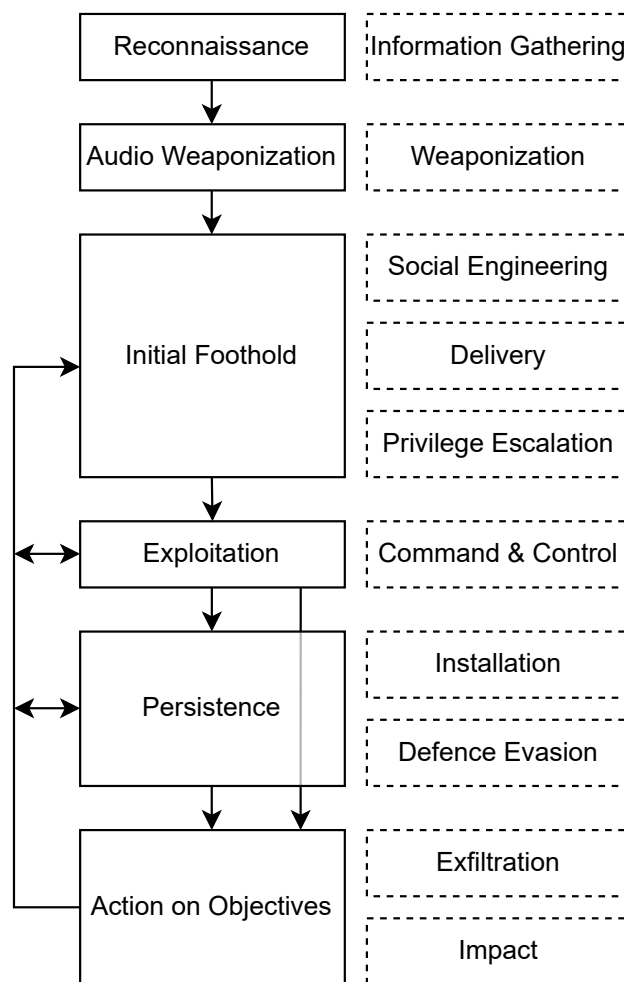 Reconnaissance
Information Gathering
Audio Weaponization
Weaponization
Social Engineering
Initial Foothold
Delivery
Privilege Escalation
Exploitation
Command & Control
Installation
Persistence
Defence Evasion
Exfiltration
Action on Objectives
Impact